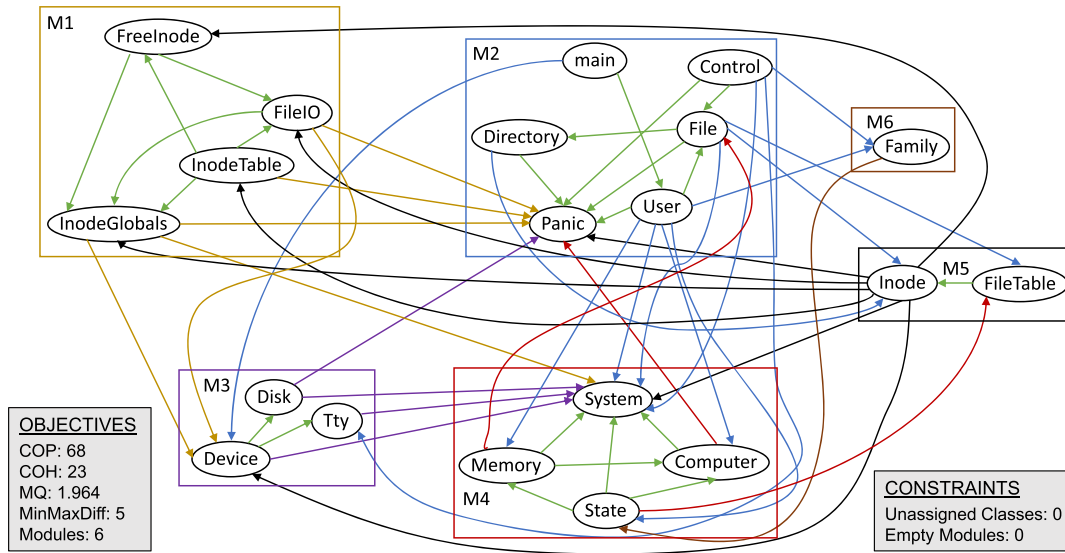 M1
FreeInode
FileIO
InodeTable
InodeGlobals
M2
main
Control
Directory
File
User
Panic
M6
Family
Inode
M5
FileTable
M3
Disk
Tty
Device
System
Memory
Computer
M4
State
OBJECTIVES
COP: 68
COH: 23
MQ: 1.964
MinMaxDiff: 5
Modules: 6
CONSTRAINTS
Unassigned Classes: 0
Empty Modules: 0